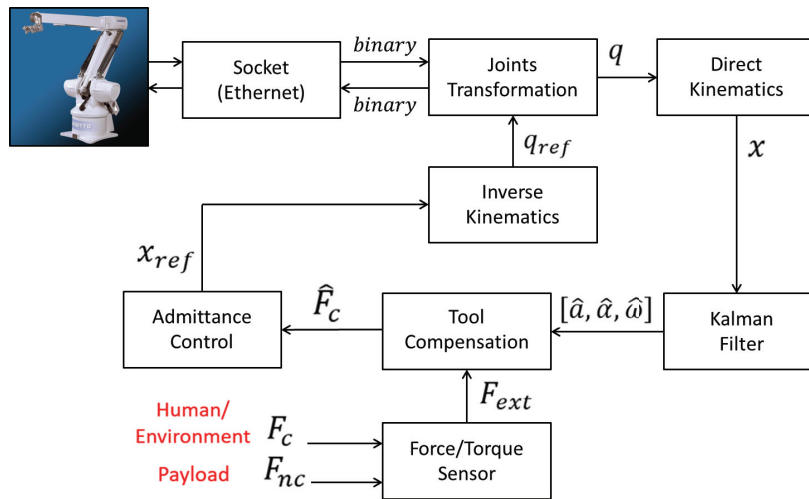 Socket
(Ethernet)
binary
binary
Joints
Transformation
q
Direct
Kinematics
q_ref
x
Inverse
Kinematics
x_ref
Admittance
Control
F̂_c
Tool
Compensation
[â, α̂, ω̂]
Kalman
Filter
F_ext
Human/
Environment F_c
Payload F_nc
Force/Torque
Sensor